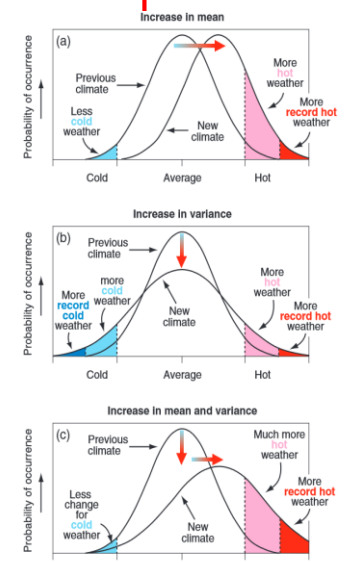 Increase in mean
(a)
Probability of occurrence
Previous
climate
Less
cold
weather
New
climate
More
hot
weather
More
record hot
weather
Cold
Average
Hot
Increase in variance
(b)
Probability of occurrence
Previous
climate
more
cold
weather
More
record
cold
weather
New
climate
More
hot
weather
More
record hot
weather
Cold
Average
Hot
Increase in mean and variance
(c)
Probability of occurrence
Previous
climate
Less
change
for
cold
weather
New
climate
Much more
hot
weather
More
record hot
weather